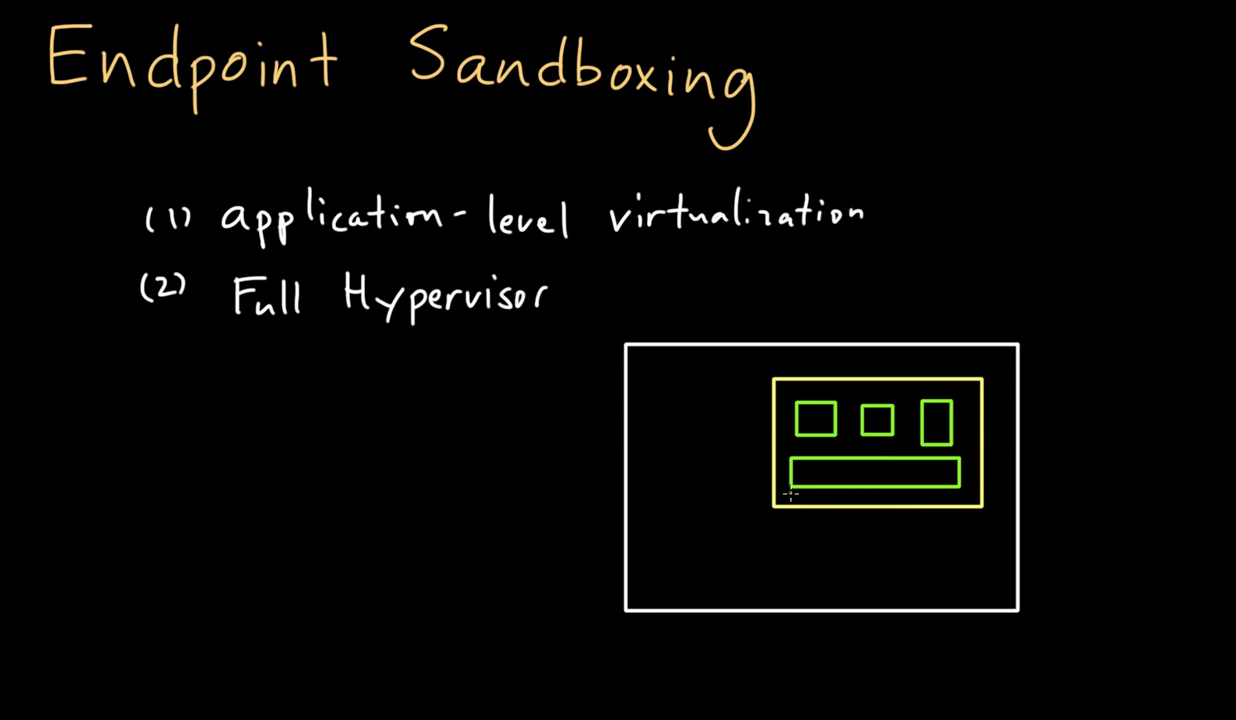 Endpoint Sandboxing
(1) application-level virtualization
(2) Full Hypervisor